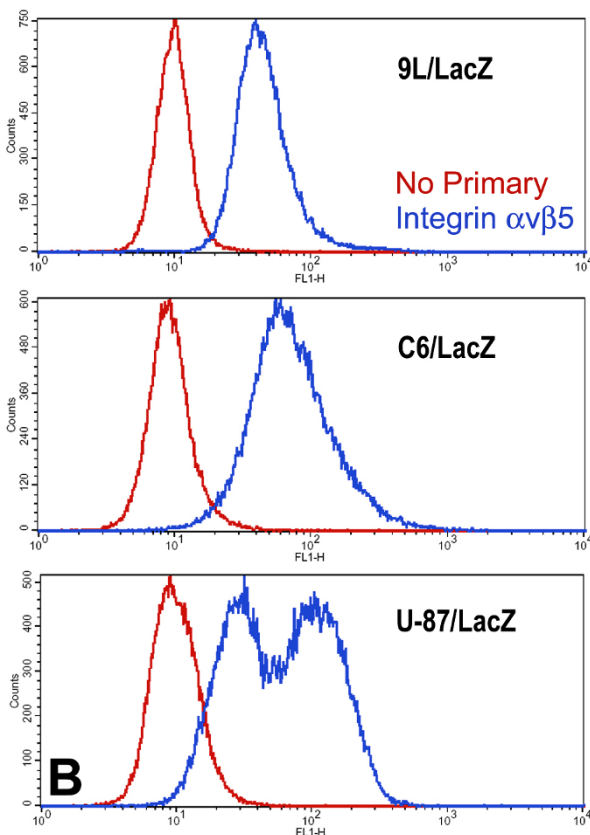 750
600
450
300
150
0
Counts
9L/LacZ
No Primary
Integrin αvβ5
10⁰ 10¹ 10² 10³ 10⁴
FL1-H
600
480
360
240
120
0
Counts
C6/LacZ
10⁰ 10¹ 10² 10³ 10⁴
FL1-H
500
400
300
200
100
0
Counts
U-87/LacZ
B
10⁰ 10¹ 10² 10³ 10⁴
FL1-H